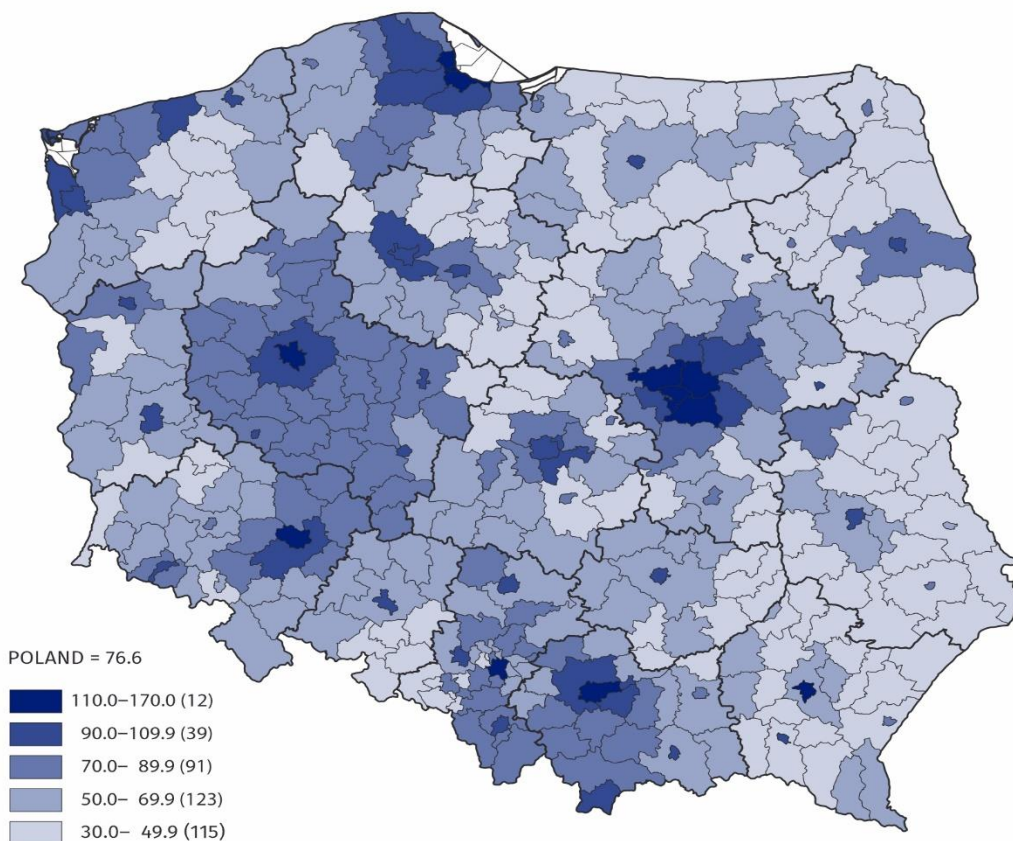 POLAND = 76.6
110.0–170.0 (12)
90.0–109.9 (39)
70.0– 89.9 (91)
50.0– 69.9 (123)
30.0– 49.9 (115)